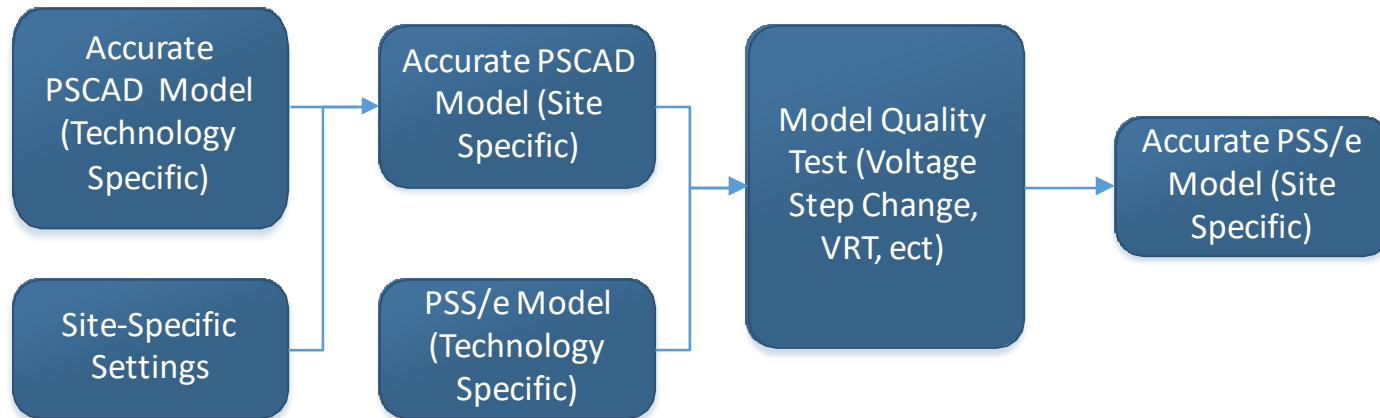 Accurate
PSCAD Model
(Technology
Specific)
Site-Specific
Settings
Accurate PSCAD
Model (Site
Specific)
PSS/e Model
(Technology
Specific)
Model Quality
Test (Voltage
Step Change,
VRT, ect)
Accurate PSS/e
Model (Site
Specific)